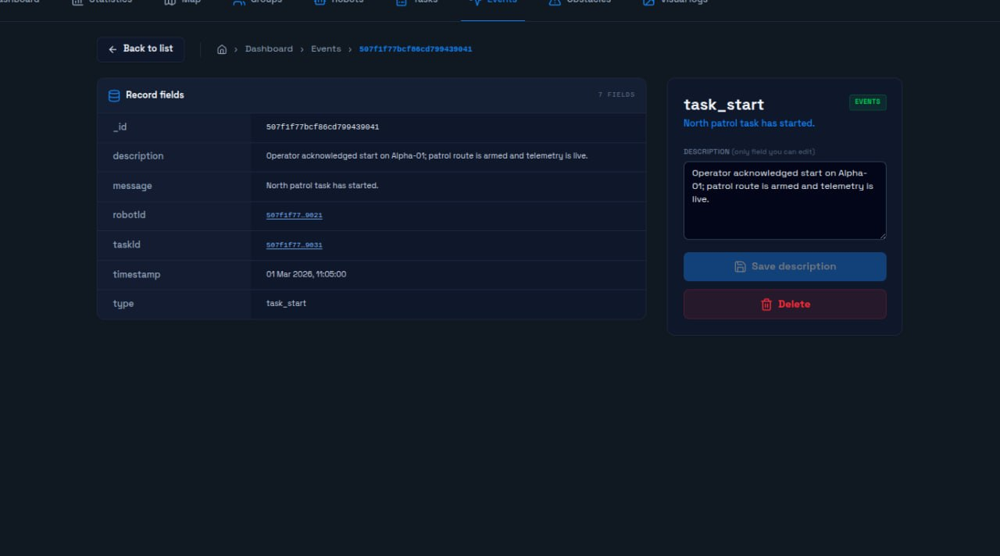 Statistics
Map
Groups
Robots
Tasks
Events
Obstacles
Visual logs
Back to list
Dashboard
Events
507f1f77bcf86cd799439041
Record fields
7 FIELDS
_id
507f1f77bcf86cd799439041
description
Operator acknowledged start on Alpha-01; patrol route is armed and telemetry is live.
message
North patrol task has started.
robotId
507f1f77…9021
taskId
507f1f77…9031
timestamp
01 Mar 2026, 11:05:00
type
task_start
task_start
EVENTS
North patrol task has started.
DESCRIPTION (only field you can edit)
Operator acknowledged start on Alpha-
01; patrol route is armed and telemetry is
live.
Save description
Delete